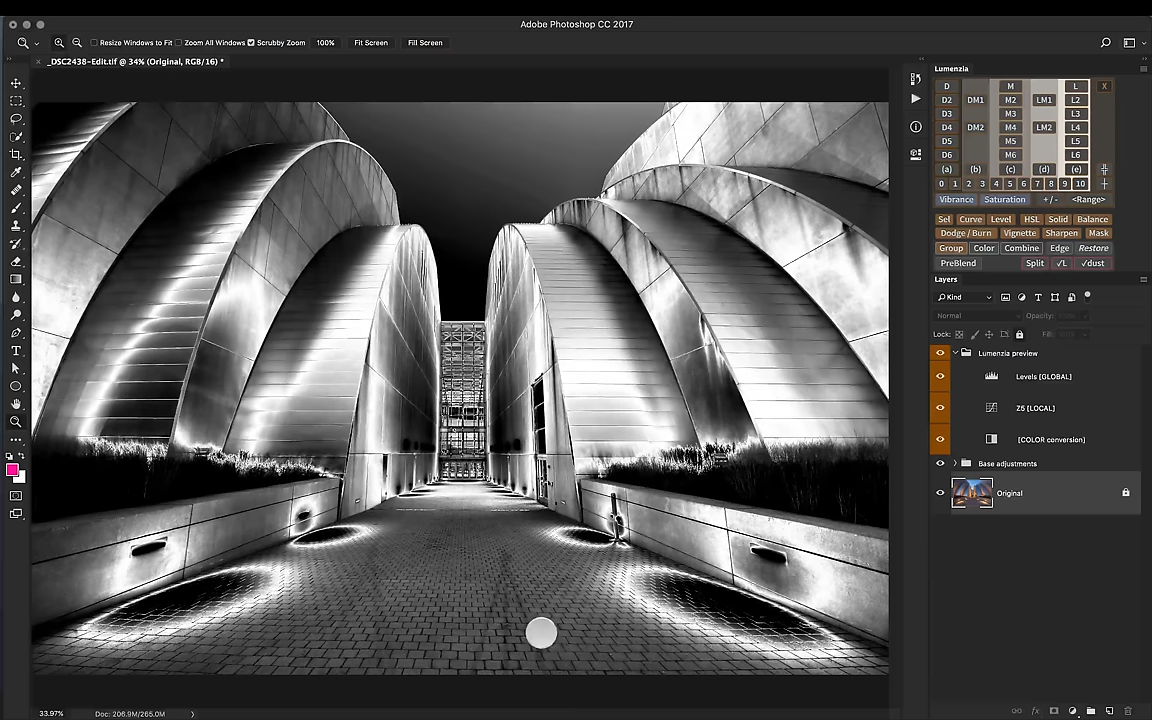 Adobe Photoshop CC 2017
Resize Windows to Fit Zoom All Windows Scrubby Zoom 100% Fit Screen Fill Screen
_DSC2438-Edit.tif @ 34% (Original, RGB/16) *
Lumenzia
D M L X
D2 DM1 M2 LM1 L2
D3 M3 L3
D4 DM2 M4 LM2 L4
D5 M5 L5
D6 M6 L6
(a) (b) (c) (d) (e)
0 1 2 3 4 5 6 7 8 9 10
Vibrance Saturation +/- <Range>
Sel Curve Level HSL Solid Balance
Dodge / Burn Vignette Sharpen Mask
Group Color Combine Edge Restore
PreBlend Split √L √dust
Layers
Kind
Normal Opacity:
Lock: Fill:
Lumenzia preview
Levels [GLOBAL]
Z5 [LOCAL]
[COLOR conversion]
Base adjustments
Original
33.97% Doc: 206.9M/265.0M